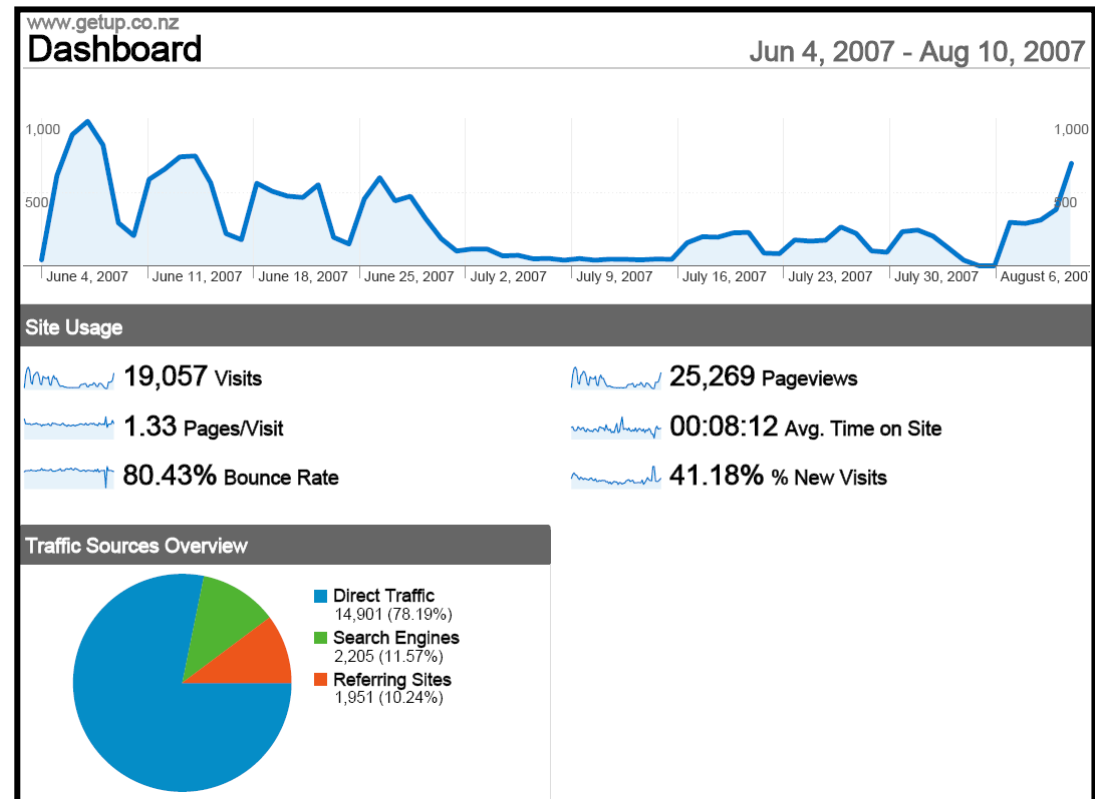 www.getup.co.nz
Dashboard
Jun 4, 2007 - Aug 10, 2007
1,000
1,000
500
500
June 4, 2007 June 11, 2007 June 18, 2007 June 25, 2007 July 2, 2007 July 9, 2007 July 16, 2007 July 23, 2007 July 30, 2007 August 6, 200
Site Usage
19,057 Visits
25,269 Pageviews
1.33 Pages/Visit
00:08:12 Avg. Time on Site
80.43% Bounce Rate
41.18% % New Visits
Traffic Sources Overview
Direct Traffic
14,901 (78.19%)
Search Engines
2,205 (11.57%)
Referring Sites
1,951 (10.24%)